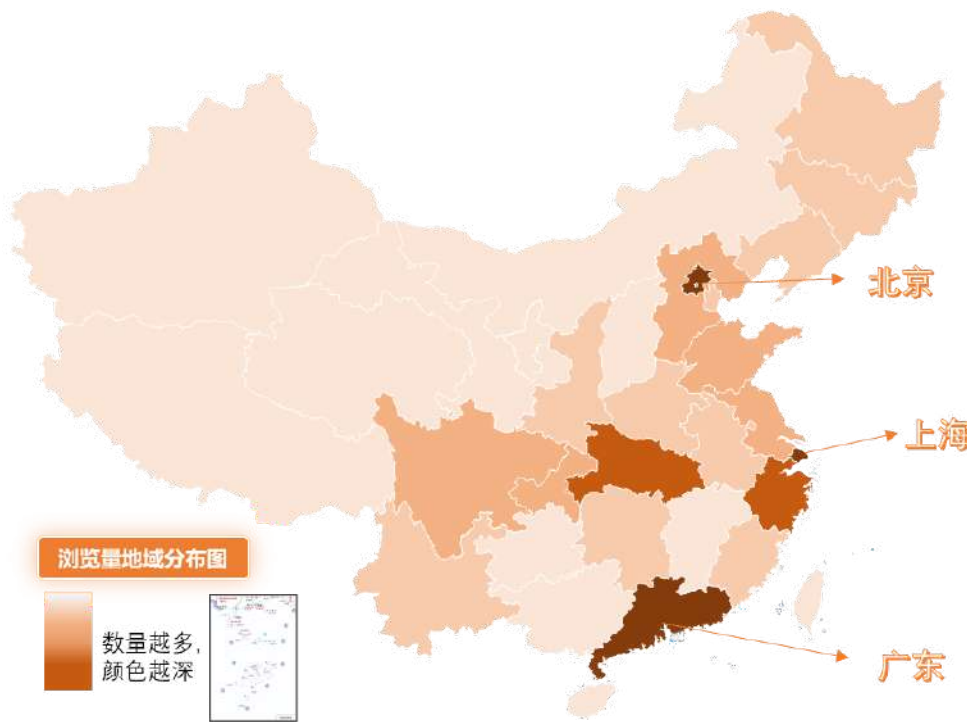 北京
上海
浏览量地域分布图
数量越多,
颜色越深
广东